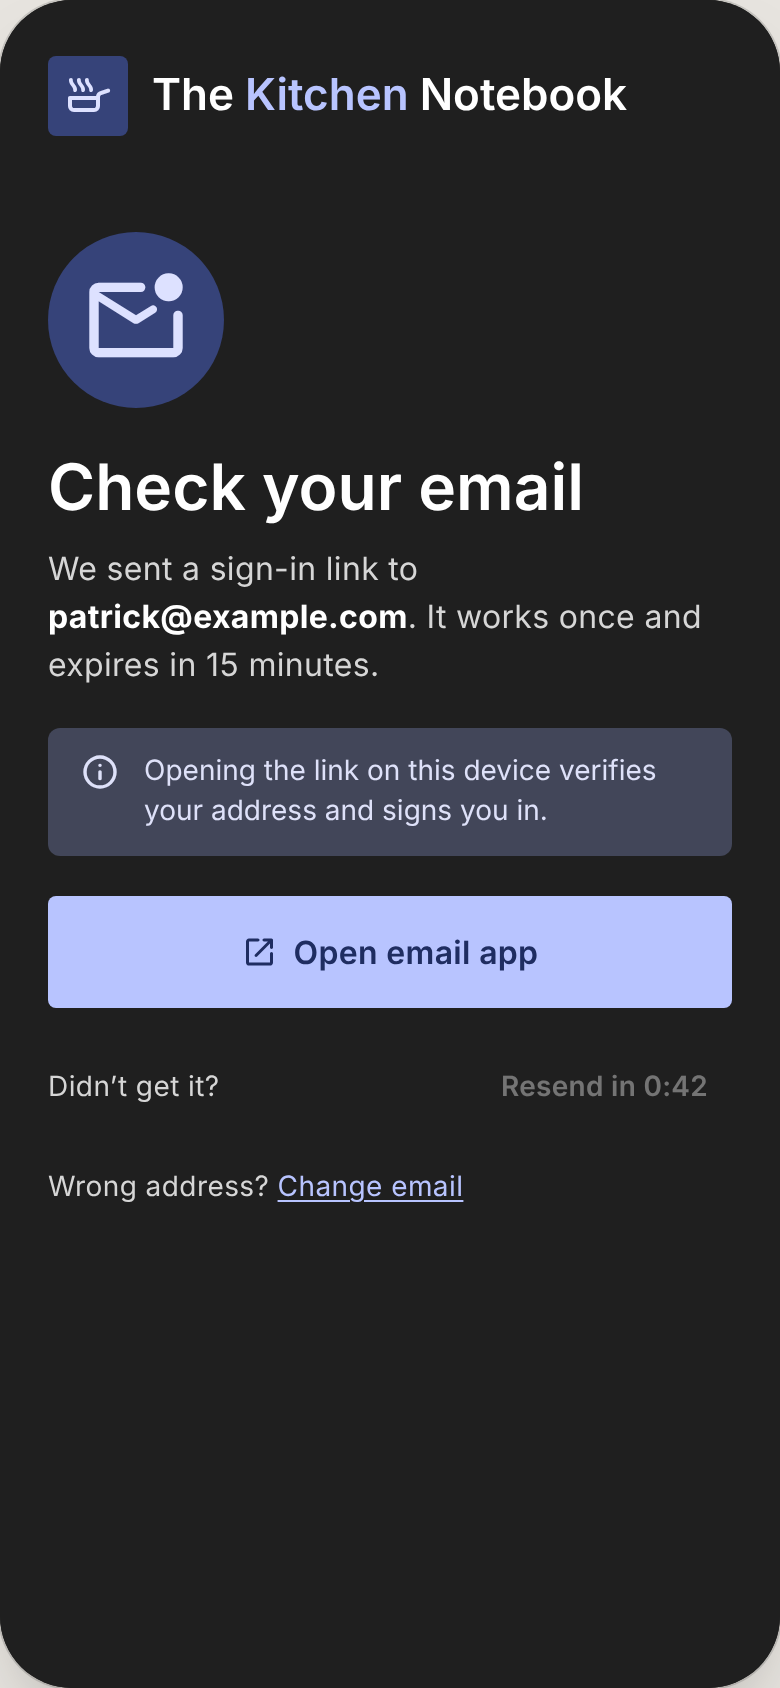 The Kitchen Notebook
Check your email
We sent a sign-in link to
patrick@example.com. It works once and
expires in 15 minutes.
Opening the link on this device verifies
your address and signs you in.
Open email app
Didn’t get it?
Resend in 0:42
Wrong address? Change email